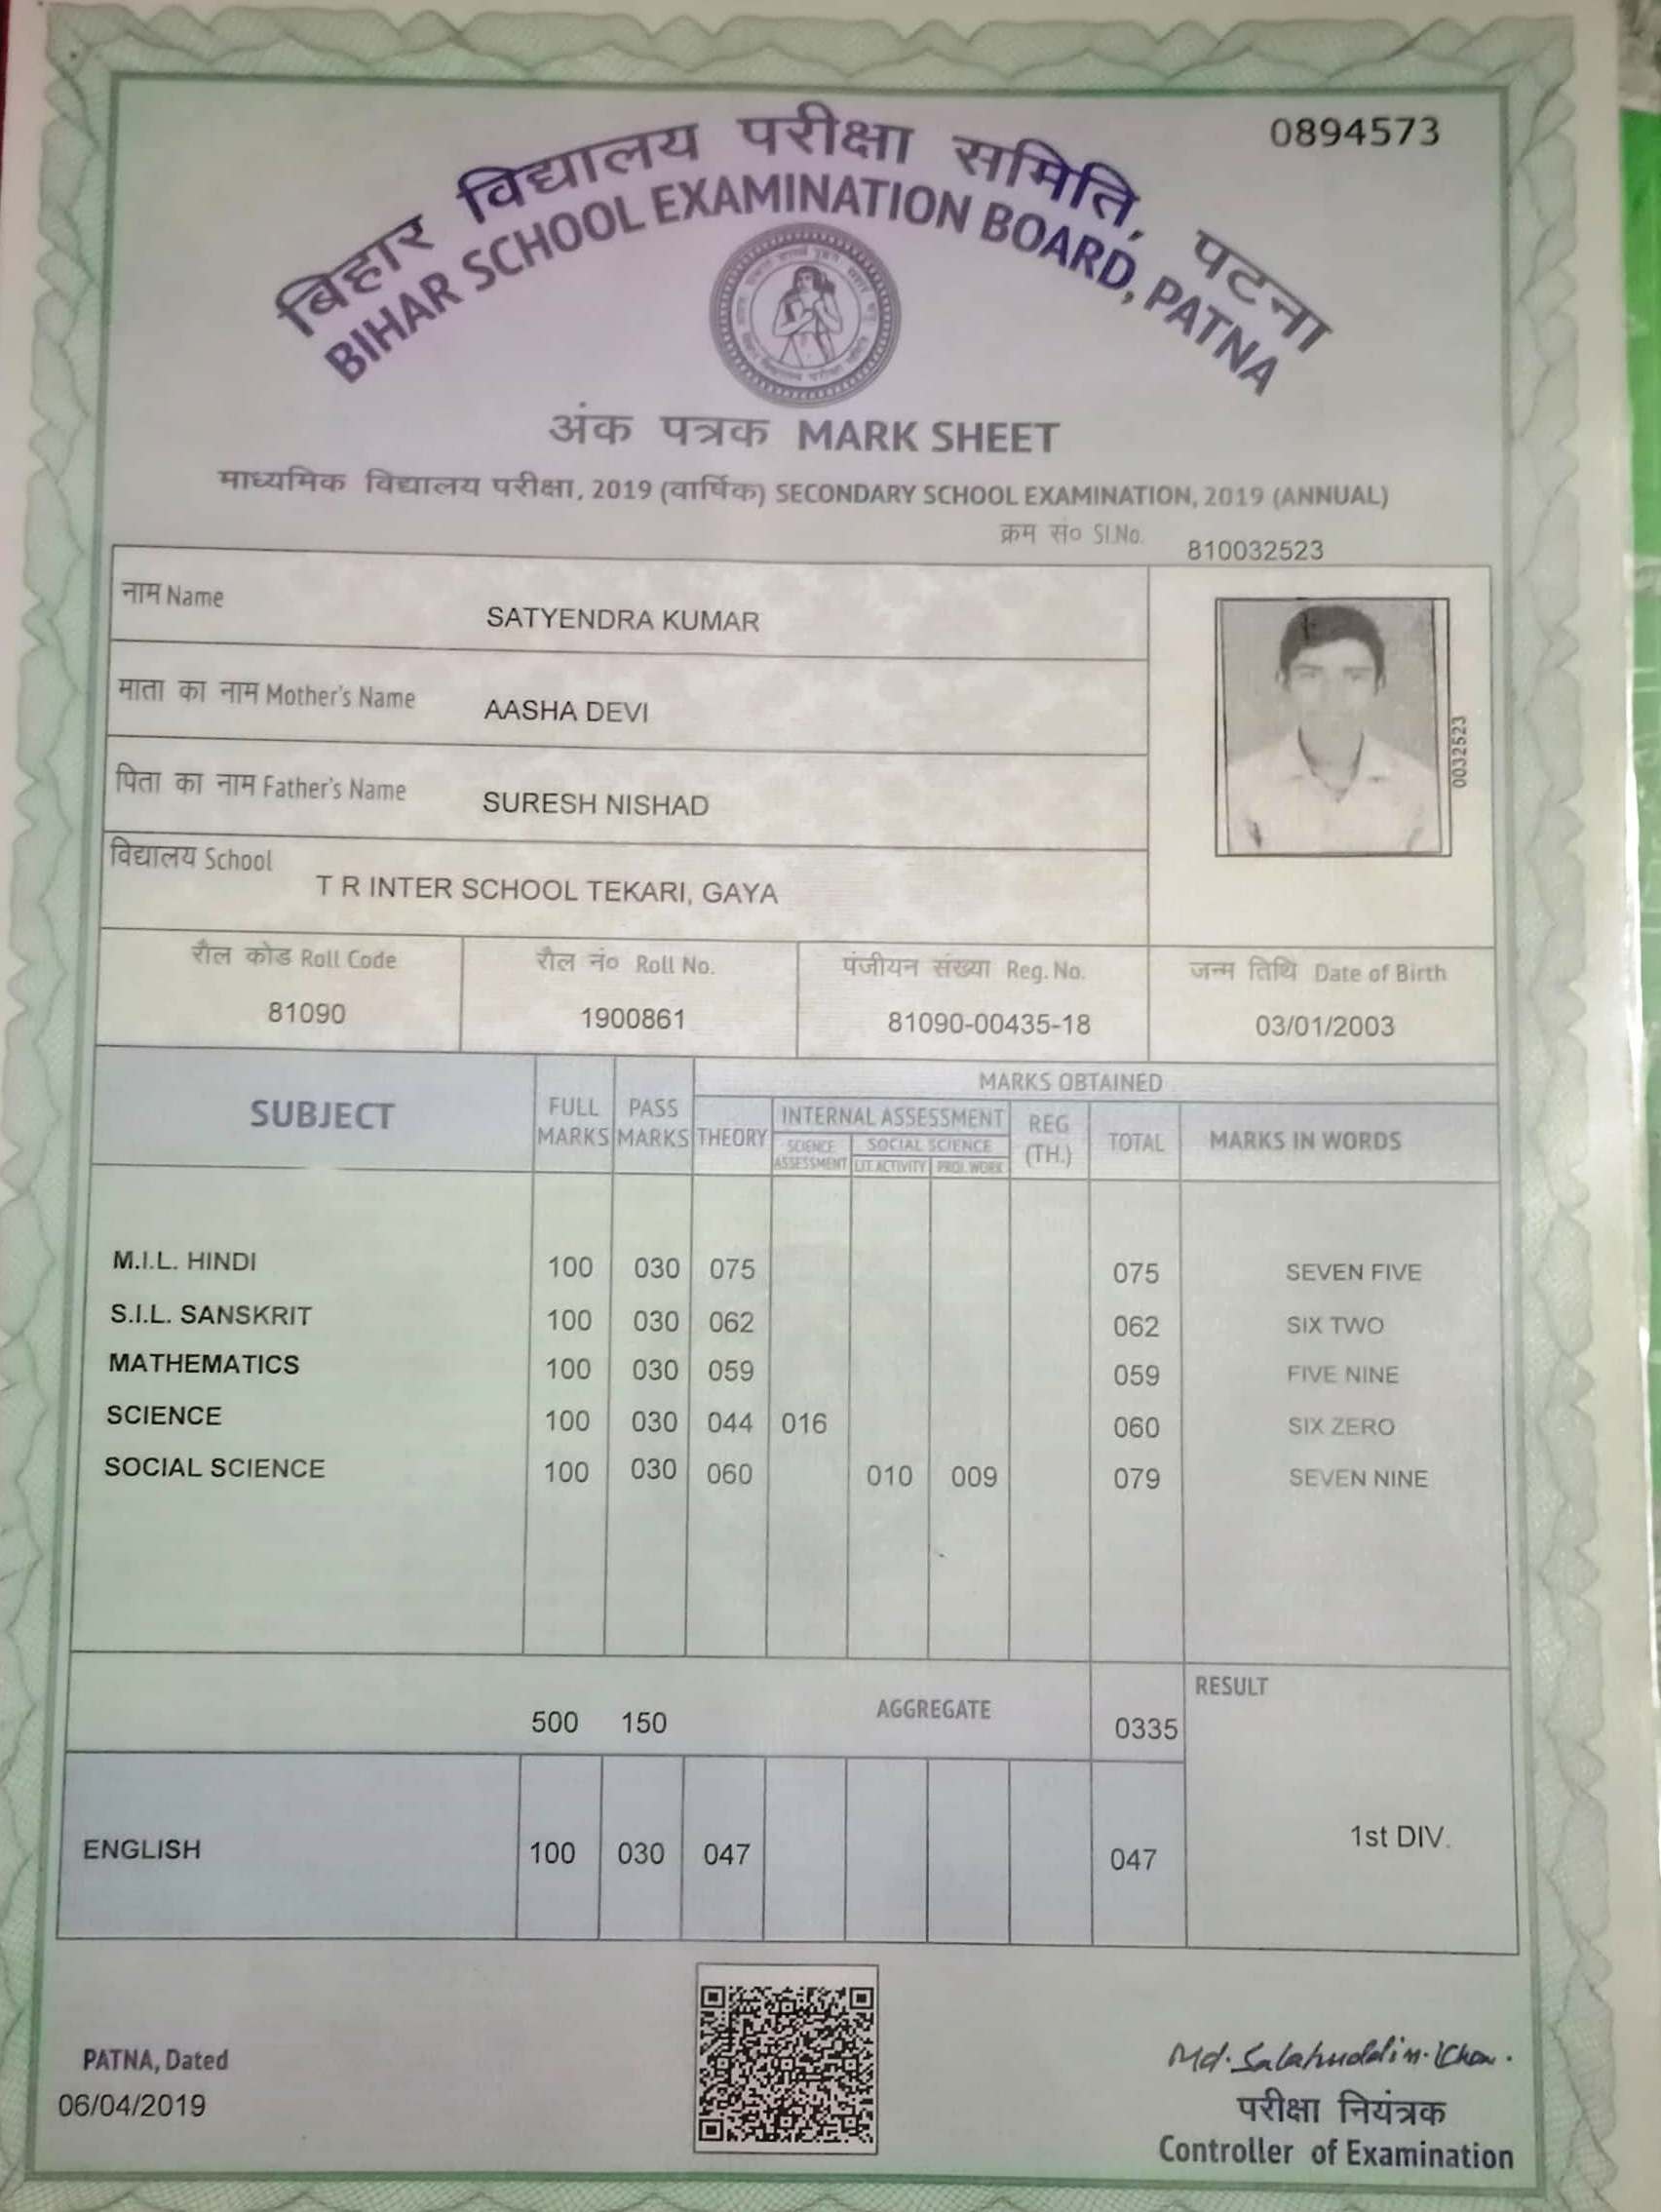 0894573
बिहार विद्यालय परीक्षा समिति, पटना
BIHAR SCHOOL EXAMINATION BOARD, PATNA
अंक पत्रक MARK SHEET
माध्यमिक विद्यालय परीक्षा, 2019 (वार्षिक) SECONDARY SCHOOL EXAMINATION, 2019 (ANNUAL)
क्रम सं० Sl.No. 810032523
नाम Name SATYENDRA KUMAR
माता का नाम Mother's Name AASHA DEVI
पिता का नाम Father's Name SURESH NISHAD
0032523
विद्यालय School T R INTER SCHOOL TEKARI, GAYA
रौल कोड Roll Code रौल नं० Roll No. पंजीयन संख्या Reg. No. जन्म तिथि Date of Birth
81090 1900861 81090-00435-18 03/01/2003
SUBJECT FULL MARKS PASS MARKS MARKS OBTAINED
THEORY INTERNAL ASSESSMENT REG (TH.) TOTAL MARKS IN WORDS
SCIENCE ASSESSMENT SOCIAL SCIENCE
LIT. ACTIVITY PROJ. WORK
M.I.L. HINDI 100 030 075 075 SEVEN FIVE
S.I.L. SANSKRIT 100 030 062 062 SIX TWO
MATHEMATICS 100 030 059 059 FIVE NINE
SCIENCE 100 030 044 016 060 SIX ZERO
SOCIAL SCIENCE 100 030 060 010 009 079 SEVEN NINE
500 150 AGGREGATE 0335 RESULT
ENGLISH 100 030 047 047 1st DIV.
PATNA, Dated
06/04/2019
Md. Salahuddin Khan.
परीक्षा नियंत्रक
Controller of Examination